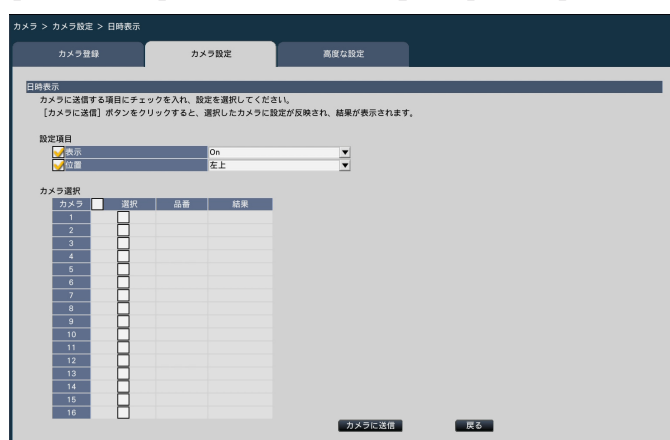 カメラ > カメラ設定 > 日時表示
カメラ登録
カメラ設定
高度な設定
日時表示
カメラに送信する項目にチェックを入れ、設定を選択してください。
[カメラに送信] ボタンをクリックすると、選択したカメラに設定が反映され、結果が表示されます。
設定項目
表示 On
位置 左上
カメラ選択
カメラ 選択 品番 結果
1
2
3
4
5
6
7
8
9
10
11
12
13
14
15
16
カメラに送信 戻る